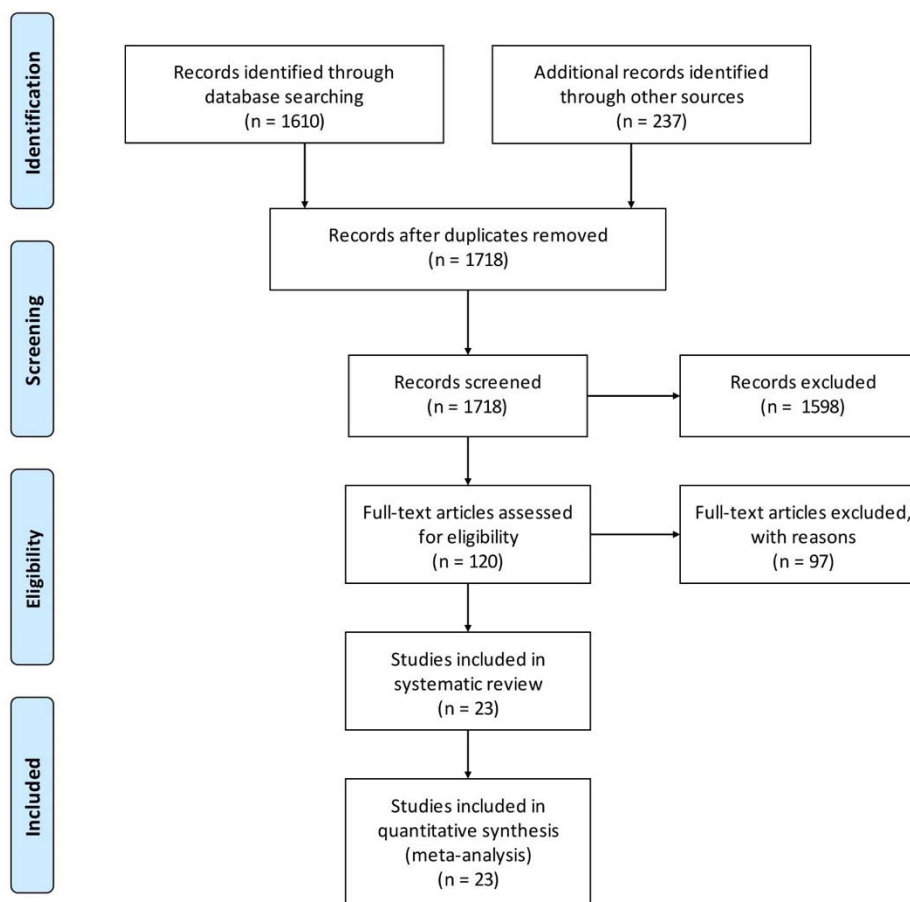 Identification
Records identified through
database searching
(n = 1610)
Additional records identified
through other sources
(n = 237)
Records after duplicates removed
(n = 1718)
Screening
Records screened
(n = 1718)
Records excluded
(n = 1598)
Eligibility
Full-text articles assessed
for eligibility
(n = 120)
Full-text articles excluded,
with reasons
(n = 97)
Studies included in
systematic review
(n = 23)
Included
Studies included in
quantitative synthesis
(meta-analysis)
(n = 23)